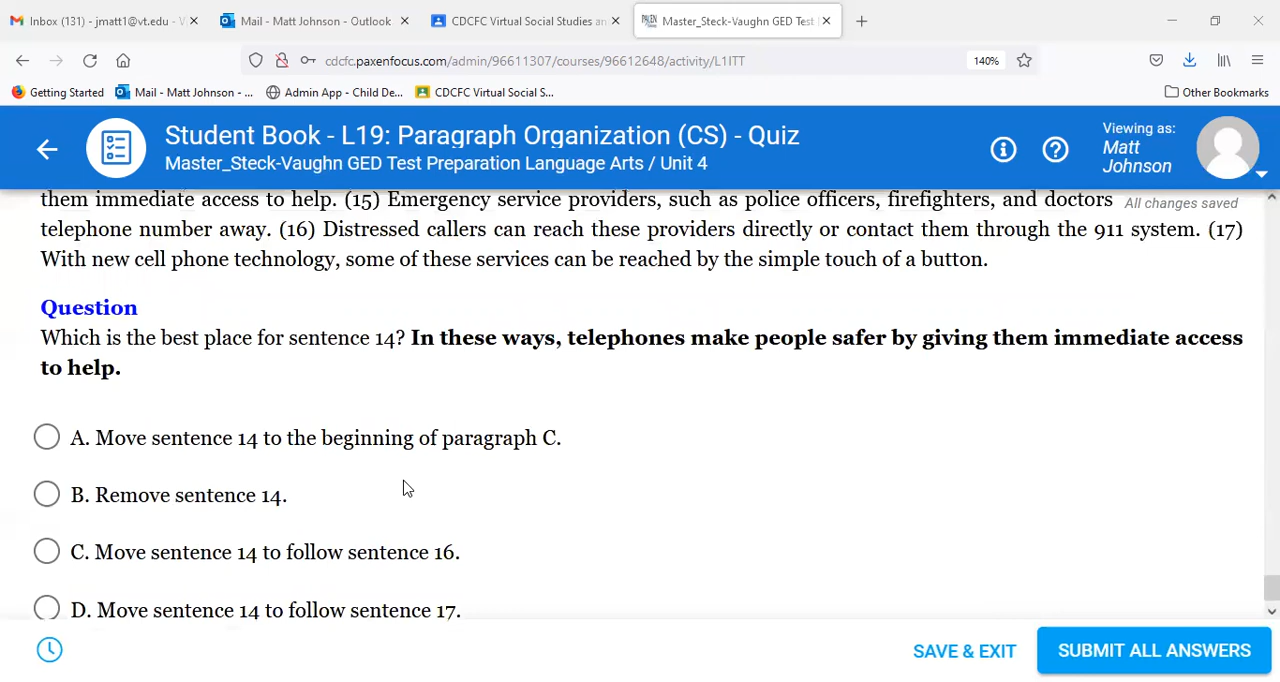 Inbox (131) - jmatt1@vt.edu - V
Mail - Matt Johnson - Outlook
CDCFC Virtual Social Studies an
PAXEN
Master_Steck-Vaughn GED Test
cdcfc.paxenfocus.com/admin/96611307/courses/96612648/activity/L1ITT
140%
Getting Started
Mail - Matt Johnson - ...
Admin App - Child De...
CDCFC Virtual Social S...
Other Bookmarks
Student Book - L19: Paragraph Organization (CS) - Quiz
Master_Steck-Vaughn GED Test Preparation Language Arts / Unit 4
Viewing as:
Matt
Johnson
them immediate access to help. (15) Emergency service providers, such as police officers, firefighters, and doctors
All changes saved
telephone number away. (16) Distressed callers can reach these providers directly or contact them through the 911 system. (17)
With new cell phone technology, some of these services can be reached by the simple touch of a button.
Question
Which is the best place for sentence 14? In these ways, telephones make people safer by giving them immediate access
to help.
A. Move sentence 14 to the beginning of paragraph C.
B. Remove sentence 14.
C. Move sentence 14 to follow sentence 16.
D. Move sentence 14 to follow sentence 17.
SAVE & EXIT
SUBMIT ALL ANSWERS